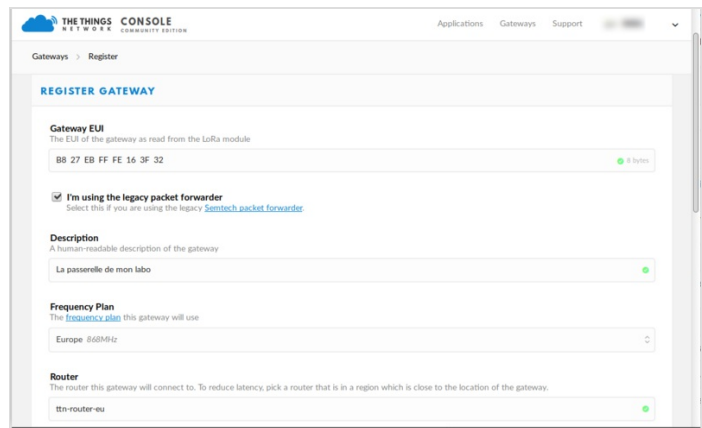 THE THINGS NETWORK CONSOLE COMMUNITY EDITION
Applications Gateways Support
Gateways > Register
REGISTER GATEWAY
Gateway EUI
The EUI of the gateway as read from the LoRa module
B8 27 EB FF FE 16 3F 32 8 bytes
I'm using the legacy packet forwarder
Select this if you are using the legacy Semtech packet forwarder.
Description
A human-readable description of the gateway
La passerelle de mon labo
Frequency Plan
The frequency plan this gateway will use
Europe 868MHz
Router
The router this gateway will connect to. To reduce latency, pick a router that is in a region which is close to the location of the gateway.
ttn-router-eu